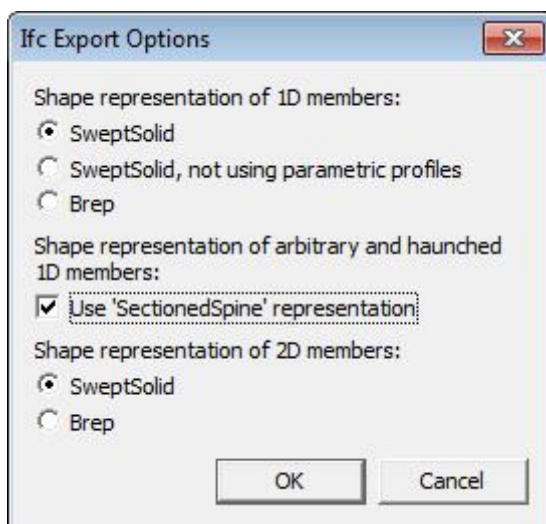 Ifc Export Options
Shape representation of 1D members:
SweptSolid
SweptSolid, not using parametric profiles
Brep
Shape representation of arbitrary and haunched
1D members:
Use 'SectionedSpine' representation
Shape representation of 2D members:
SweptSolid
Brep
OK Cancel